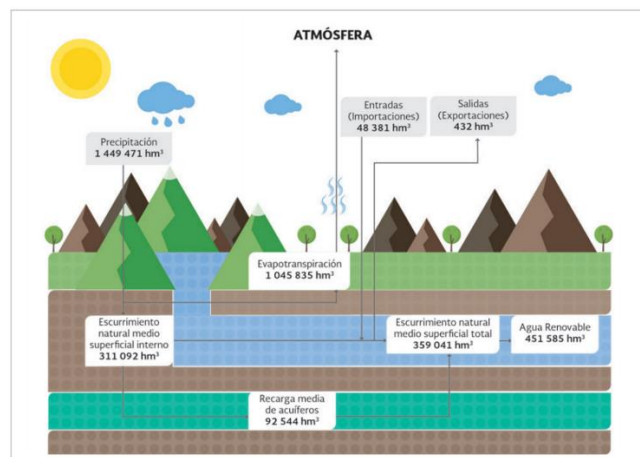 ATMÓSFERA
Entradas
(Importaciones)
48 381 hm³
Salidas
(Exportaciones)
432 hm³
Precipitación
1 449 471 hm³
Evapotranspiración
1 045 835 hm³
Escurrimiento
natural medio
superficial interno
311 092 hm³
Escurrimiento natural
medio superficial total
359 041 hm³
Agua Renovable
451 585 hm³
Recarga media
de acuíferos
92 544 hm³